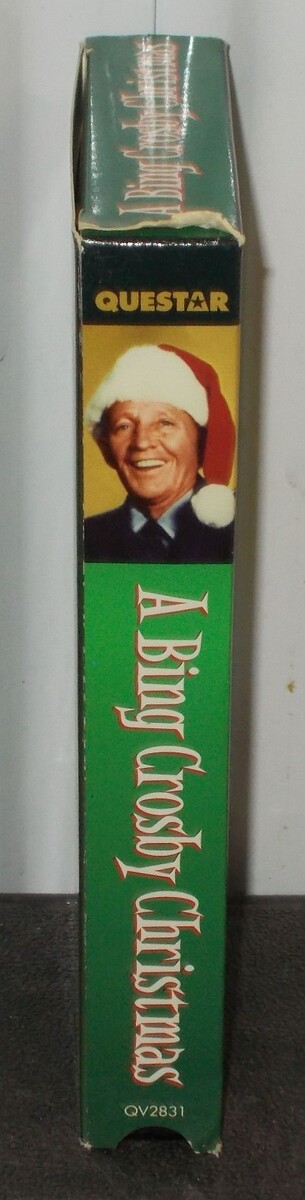 A Bing Crosby Christmas
QUESTAR
A Bing Crosby Christmas
QV2831